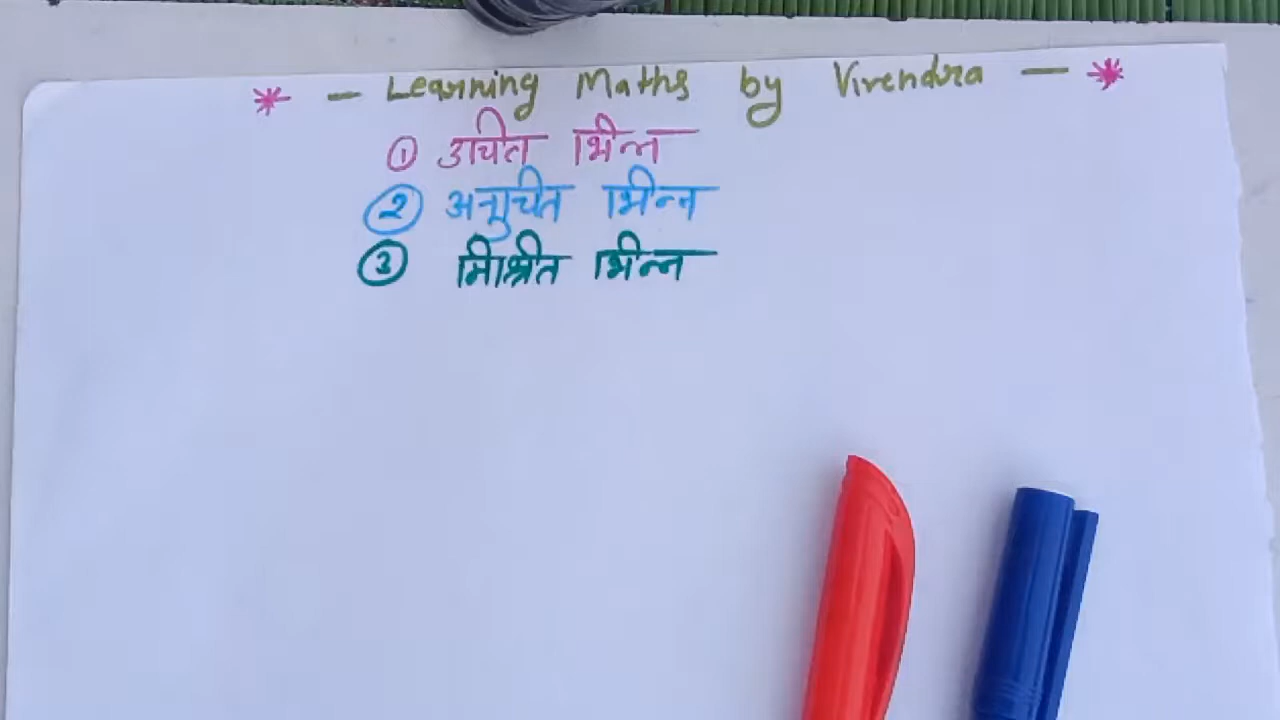 * - Learning Maths by Virendra - *
① उचित भिन्न
② अनुचित भिन्न
③ मिश्रीत भिन्न